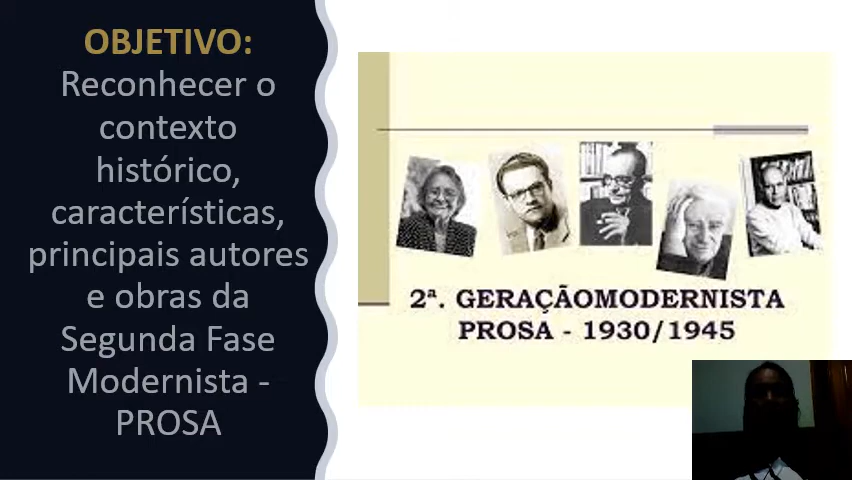 OBJETIVO:
Reconhecer o
contexto
histórico,
características,
principais autores
e obras da
Segunda Fase
Modernista -
PROSA
2ª. GERAÇÃOMODERNISTA
PROSA - 1930/1945